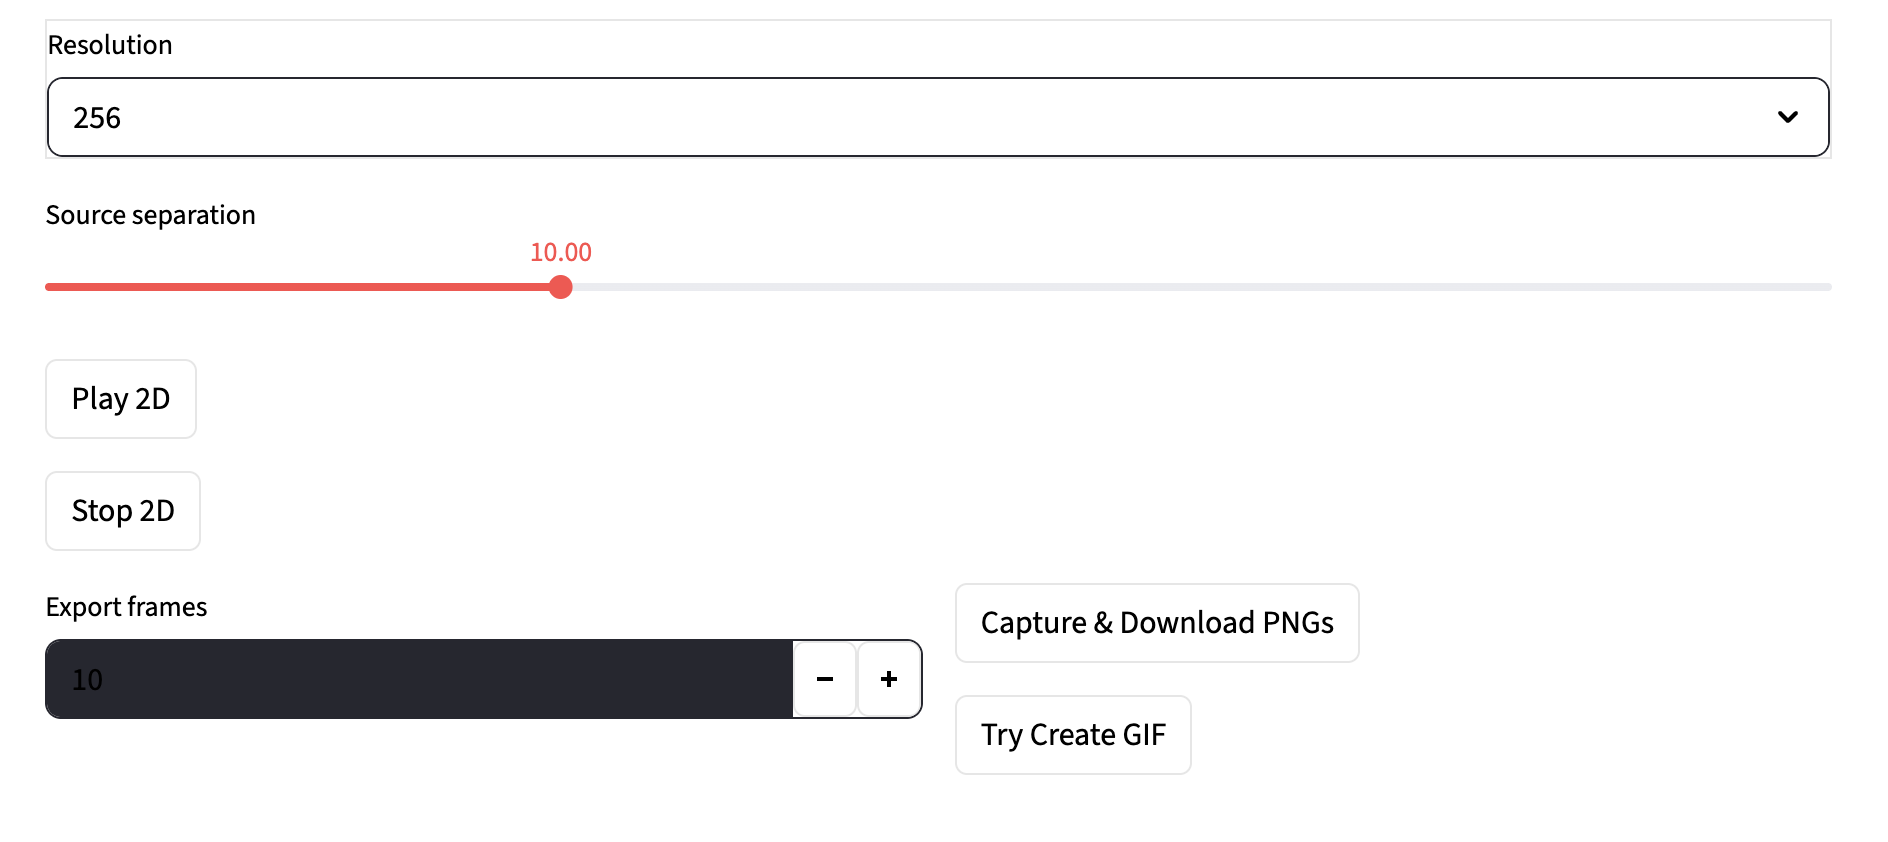 Resolution
256
Source separation
10.00
Play 2D
Stop 2D
Export frames
10
Capture & Download PNGs
Try Create GIF